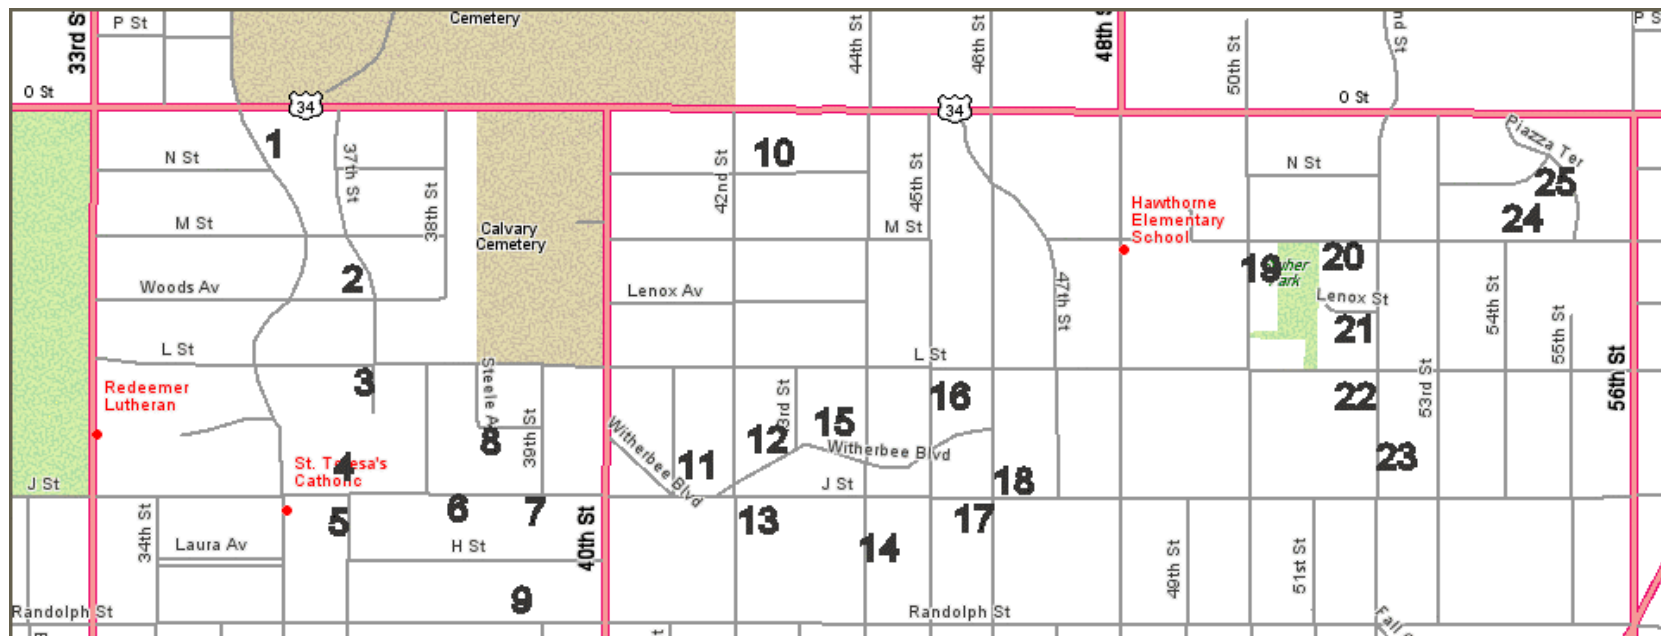 P St
33rd S
Cemetery
44th St
46th St
48th S
50th St
P S
O St
34
34
O St
1
N St
37th St
38th St
10
42nd St
45th St
N St
Piazza Ter
25
24
M St
Calvary
Cemetery
M St
Hawthorne
Elementary
School
2
Woods Av
Lenox Av
47th St
19
20
Lenox St
21
54th St
55th St
L St
L St
56th St
Redeemer
Lutheran
3
Steele A
39th St
8
Witherbee Blvd
11
12
3rd St
15
Witherbee Blvd
16
22
53rd St
23
4
St. Teresa's
Catholic
J St
J St
18
34th St
5
6
7
40th St
13
14
17
Laura Av
H St
49th St
51st St
9
Randolph St
Randolph St
Fall